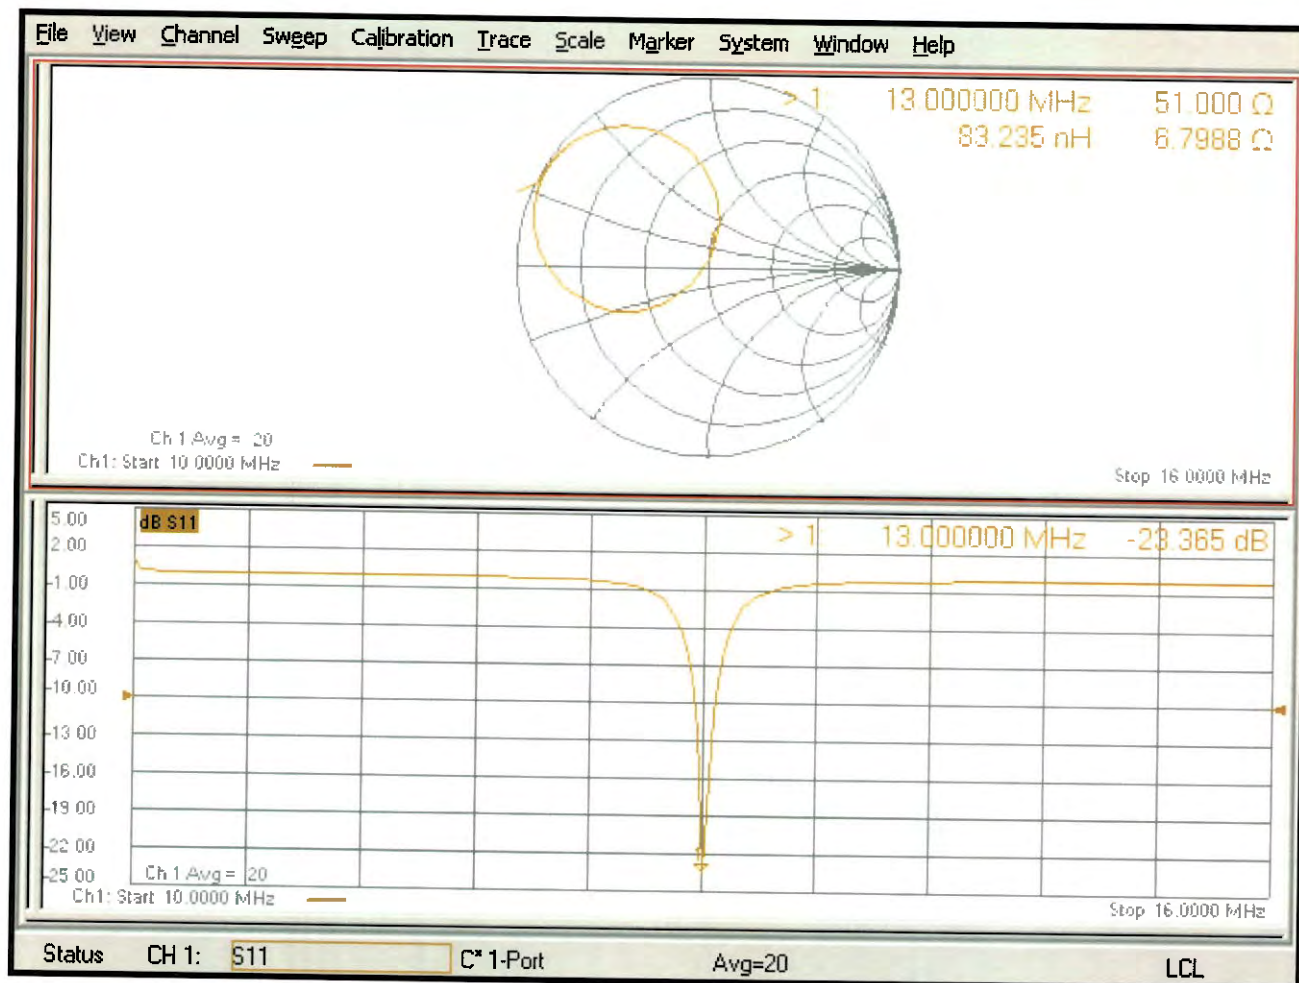 File View Channel Sweep Calibration Trace Scale Marker System Window Help
> 1: 13.000000 MHz 51.000 Ω
83.235 nH 6.7988 Ω
Ch 1 Avg = 20
Ch1: Start 10.0000 MHz
Stop 16.0000 MHz
5.00
dB S11
> 1: 13.000000 MHz -23.365 dB
2.00
-1.00
-4.00
-7.00
-10.00
-13.00
-16.00
-19.00
-22.00
-25.00
1
Ch 1 Avg = 20
Ch1: Start 10.0000 MHz
Stop 16.0000 MHz
Status CH 1: S11 C* 1-Port Avg=20 LCL